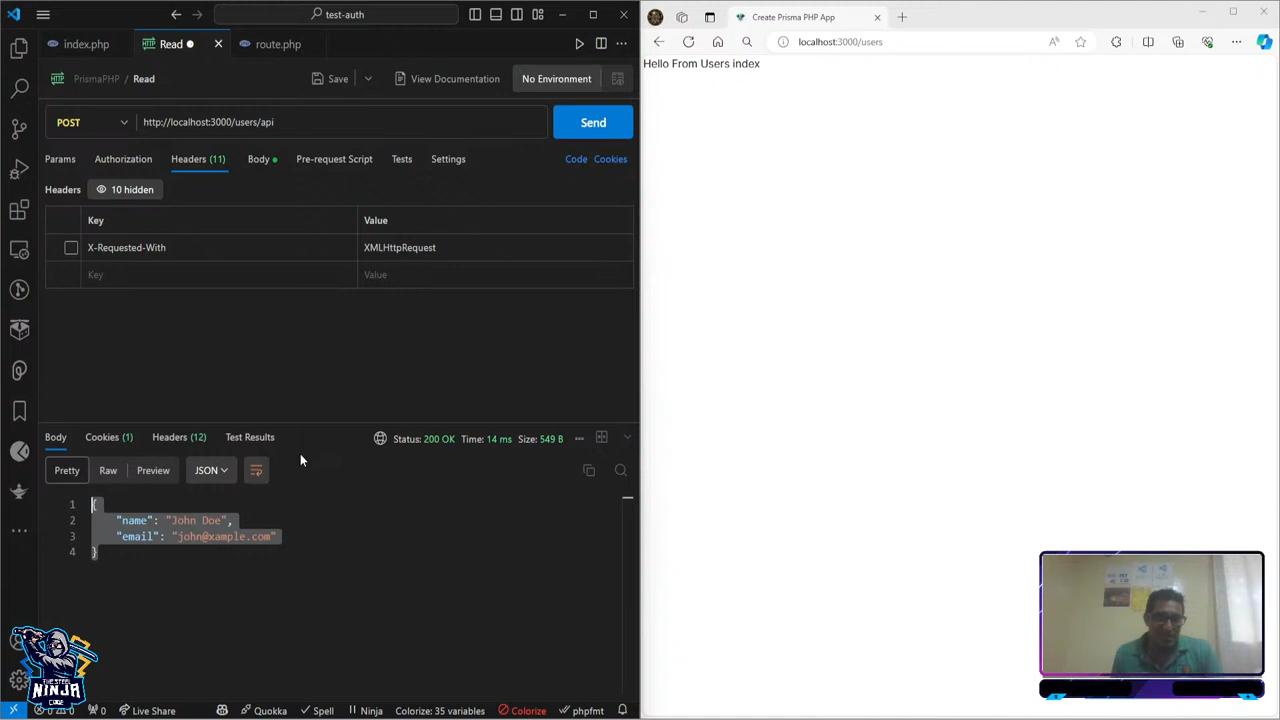 test-auth
index.php
Read
route.php
PrismaPHP / Read
Save
View Documentation
No Environment
POST
http://localhost:3000/users/api
Send
Params
Authorization
Headers (11)
Body
Pre-request Script
Tests
Settings
Code
Cookies
Headers
10 hidden
Key
Value
X-Requested-With
XMLHttpRequest
Key
Value
Body
Cookies (1)
Headers (12)
Test Results
Status: 200 OK
Time: 14 ms
Size: 549 B
Pretty
Raw
Preview
JSON
1 {
2 "name": "John Doe",
3 "email": "john@xample.com"
4 }
NINJA
CODE
0
Live Share
Quokka
Spell
Ninja
Colorize: 35 variables
Colorize
phpfmt
Create Prisma PHP App
localhost:3000/users
Hello From Users index